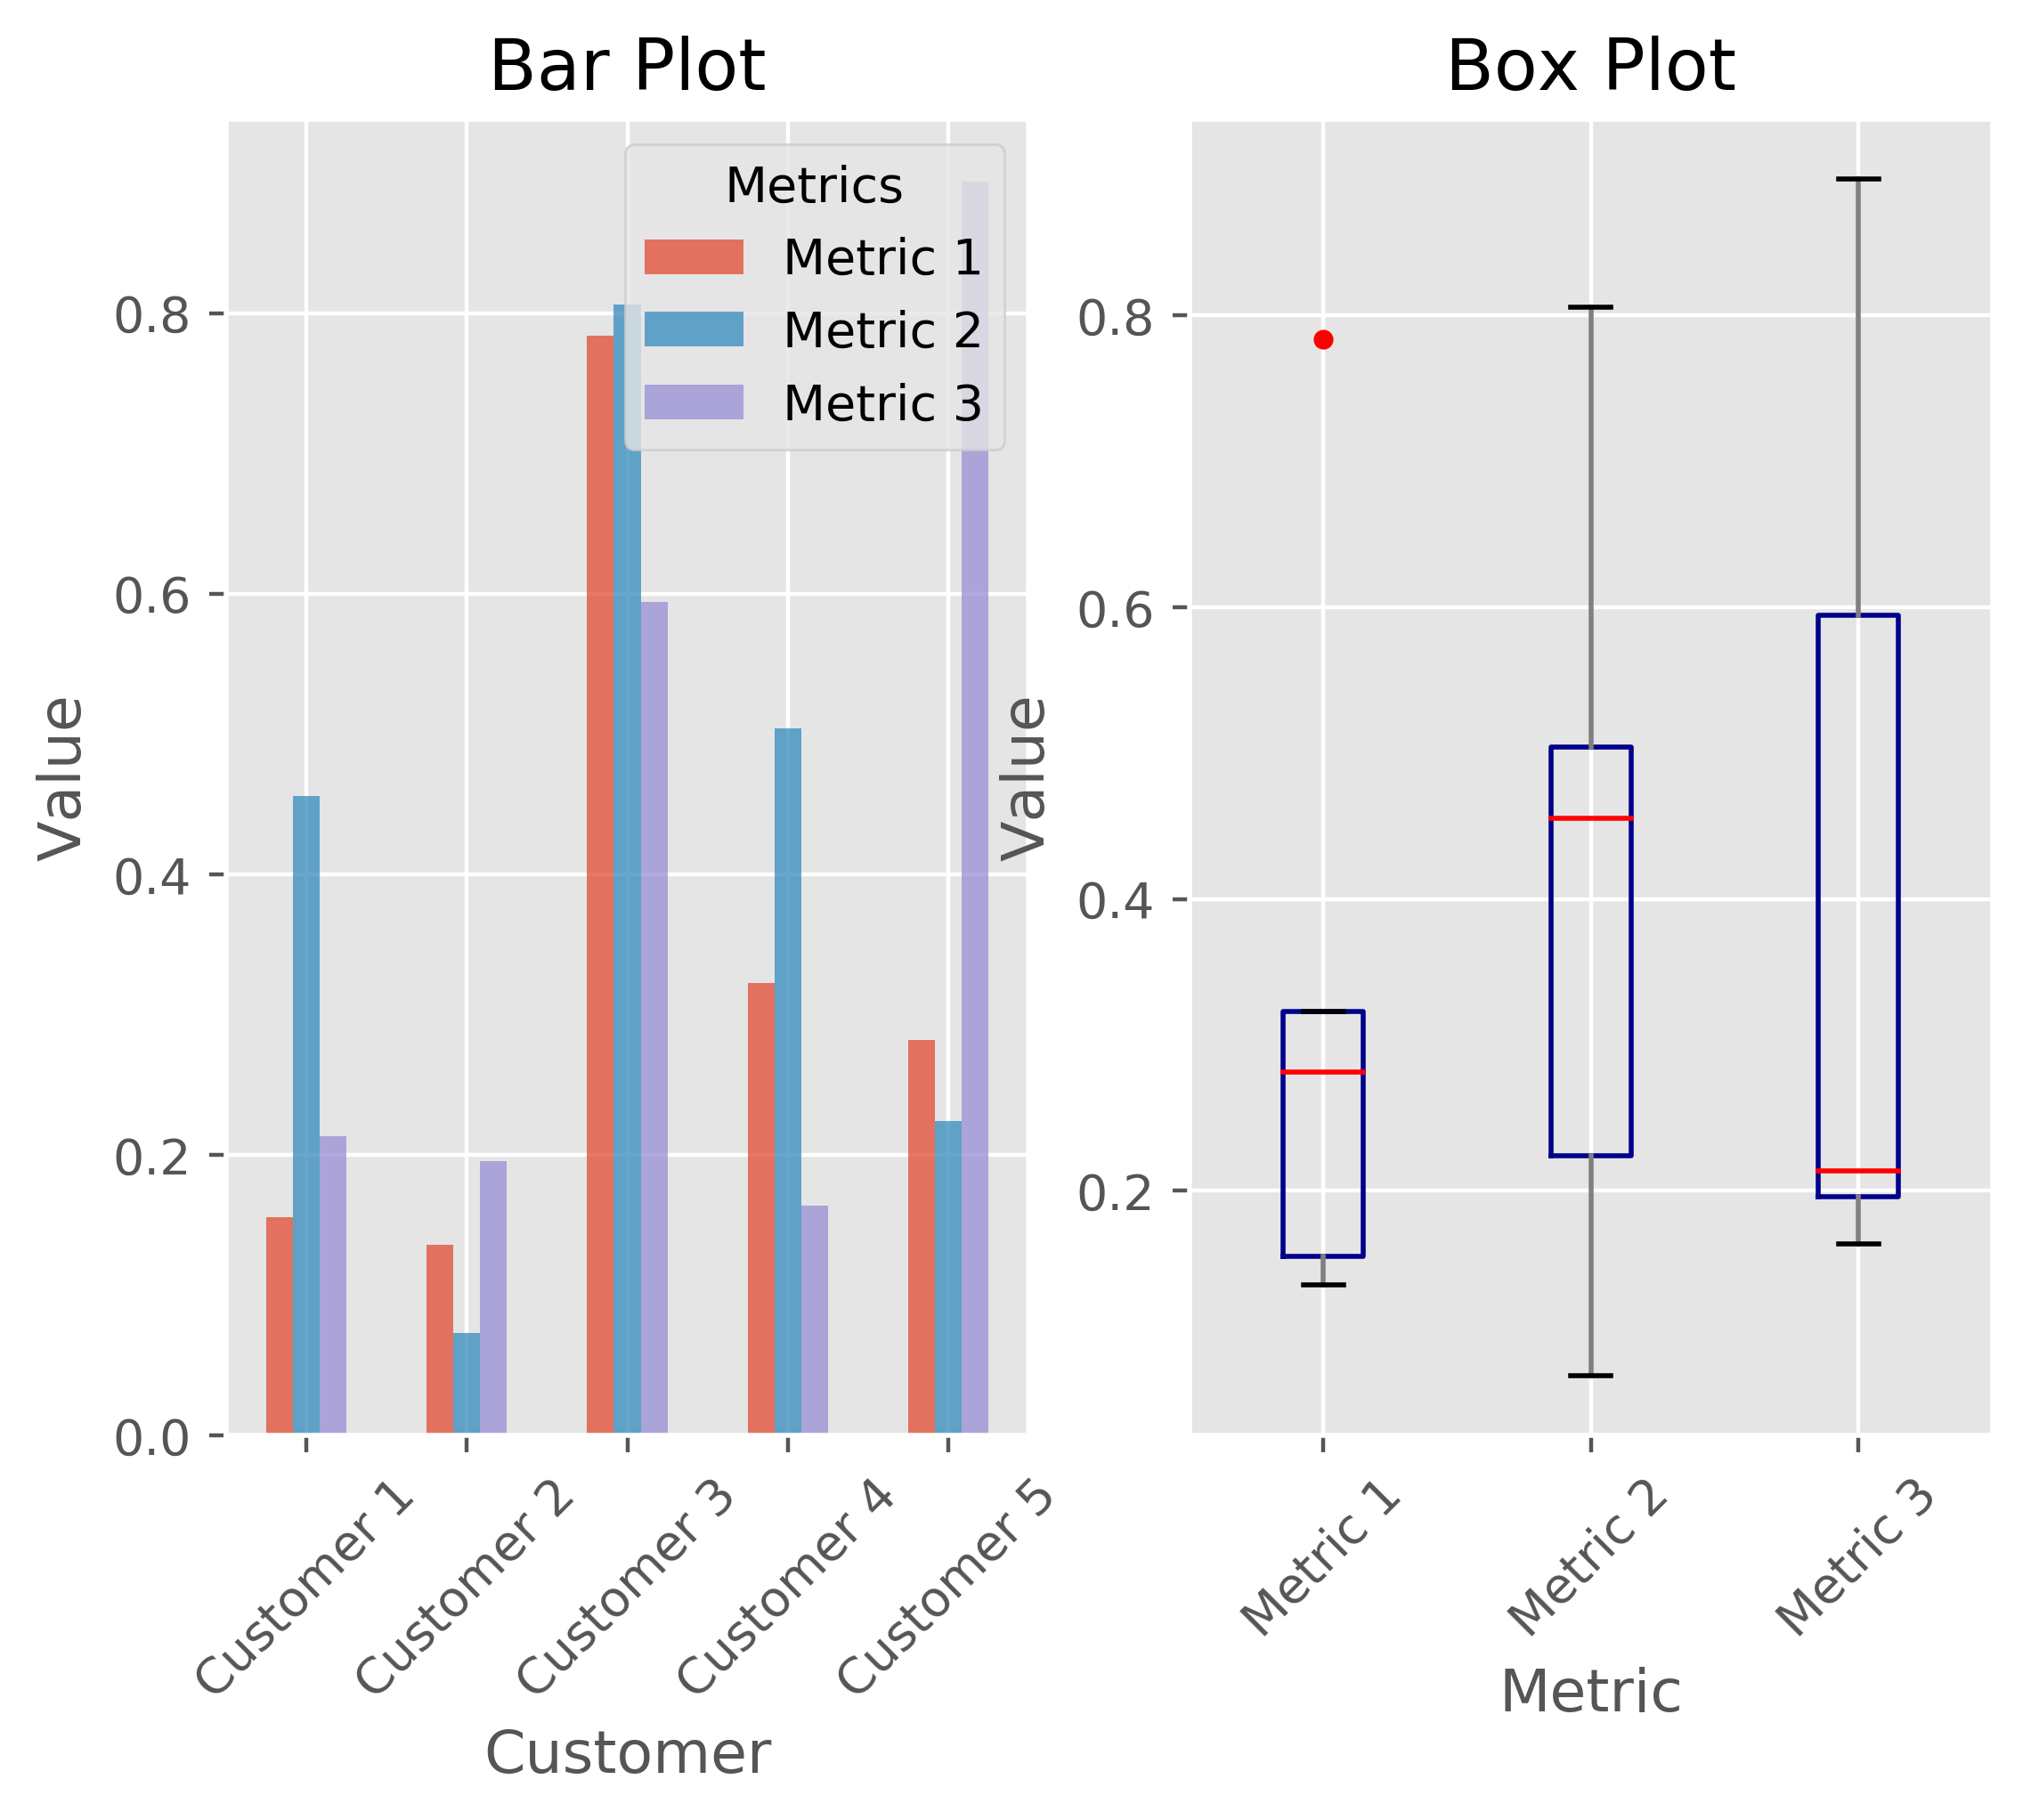 Bar Plot
Metrics
Metric 1
Metric 2
Metric 3
0.8
0.6
0.4
0.2
0.0
Value
Customer 1
Customer 2
Customer 3
Customer 4
Customer 5
Customer
Box Plot
0.8
0.6
0.4
0.2
Value
Metric 1
Metric 2
Metric 3
Metric